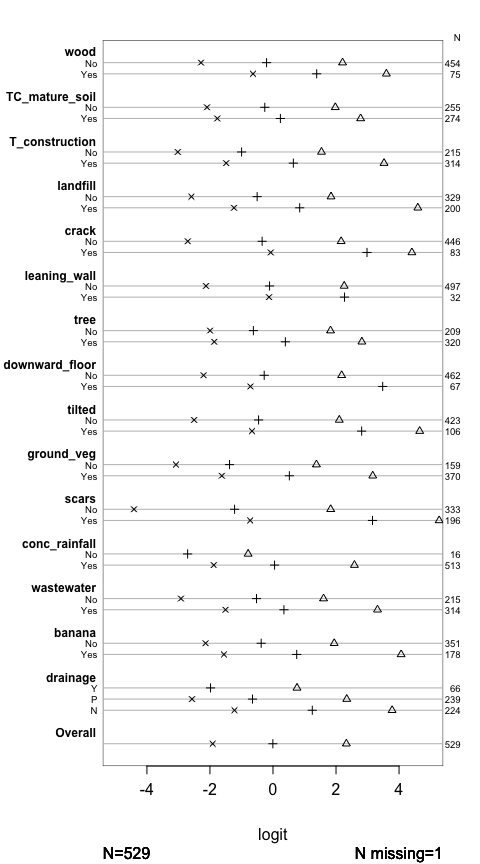 N
wood
No 454
Yes 75
TC_mature_soil
No 255
Yes 274
T_construction
No 215
Yes 314
landfill
No 329
Yes 200
crack
No 446
Yes 83
leaning_wall
No 497
Yes 32
tree
No 209
Yes 320
downward_floor
No 462
Yes 67
tilted
No 423
Yes 106
ground_veg
No 159
Yes 370
scars
No 333
Yes 196
conc_rainfall
No 16
Yes 513
wastewater
No 215
Yes 314
banana
No 351
Yes 178
drainage
Y 66
P 239
N 224
Overall
529
-4 -2 0 2 4
logit
N=529 N missing=1